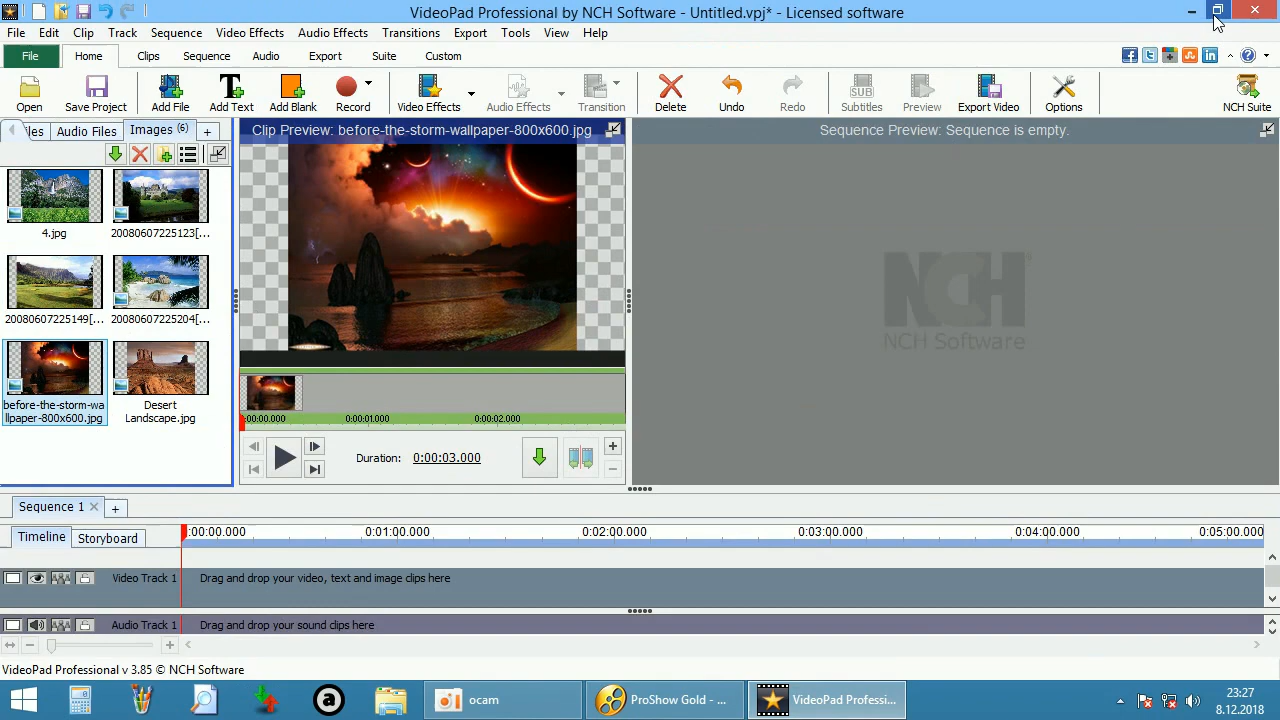 VideoPad Professional by NCH Software - Untitled.vpj* - Licensed software
File Edit Clip Track Sequence Video Effects Audio Effects Transitions Export Tools View Help
File Home Clips Sequence Audio Export Suite Custom
Open Save Project Add File Add Text Add Blank Record Video Effects Audio Effects Transition Delete Undo Redo Subtitles Preview Export Video Options NCH Suite
SUB
les Audio Files Images (6) +
Clip Preview: before-the-storm-wallpaper-800x600.jpg
Sequence Preview: Sequence is empty.
4.jpg 20080607225123[...
20080607225149[... 20080607225204[...
before-the-storm-wa
llpaper-800x600.jpg
Desert
Landscape.jpg
NCH
NCH Software
0:00:00.000 0:00:01.000 0:00:02.000
Duration: 0:00:03.000
Sequence 1
Timeline Storyboard
:00:00.000 0:01:00.000 0:02:00.000 0:03:00.000 0:04:00.000 0:05:00.000
Video Track 1 Drag and drop your video, text and image clips here
Audio Track 1 Drag and drop your sound clips here
VideoPad Professional v 3.85 © NCH Software
ocam ProShow Gold - ... VideoPad Professi...
23:27
8.12.2018